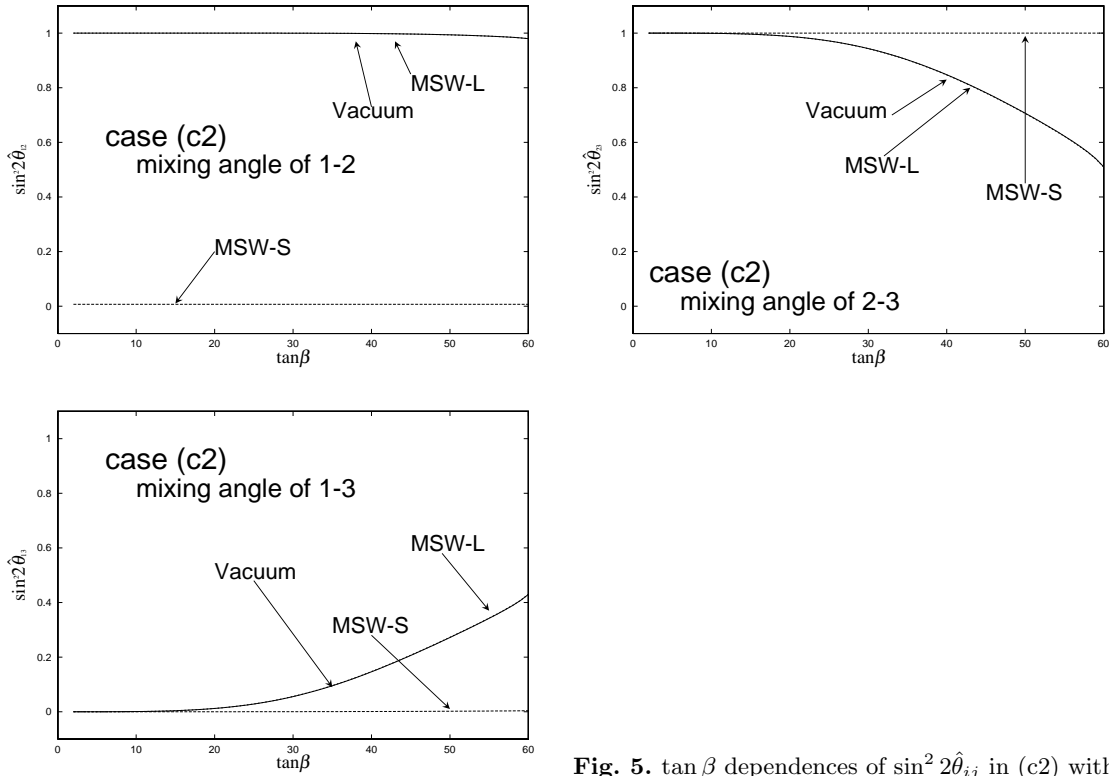 1
0.8
0.6
0.4
0.2
0
sin²2θ̂₁₂
MSW-L
Vacuum
case (c2)
mixing angle of 1-2
MSW-S
0 10 20 30 40 50 60
tanβ
1
0.8
0.6
0.4
0.2
0
sin²2θ̂₂₃
Vacuum
MSW-L
MSW-S
case (c2)
mixing angle of 2-3
0 10 20 30 40 50 60
tanβ
1
0.8
0.6
0.4
0.2
0
sin²2θ̂₁₃
case (c2)
mixing angle of 1-3
MSW-L
Vacuum
MSW-S
0 10 20 30 40 50 60
tanβ
Fig. 5. tan β dependences of sin² 2θ̂ᵢⱼ in (c2) with